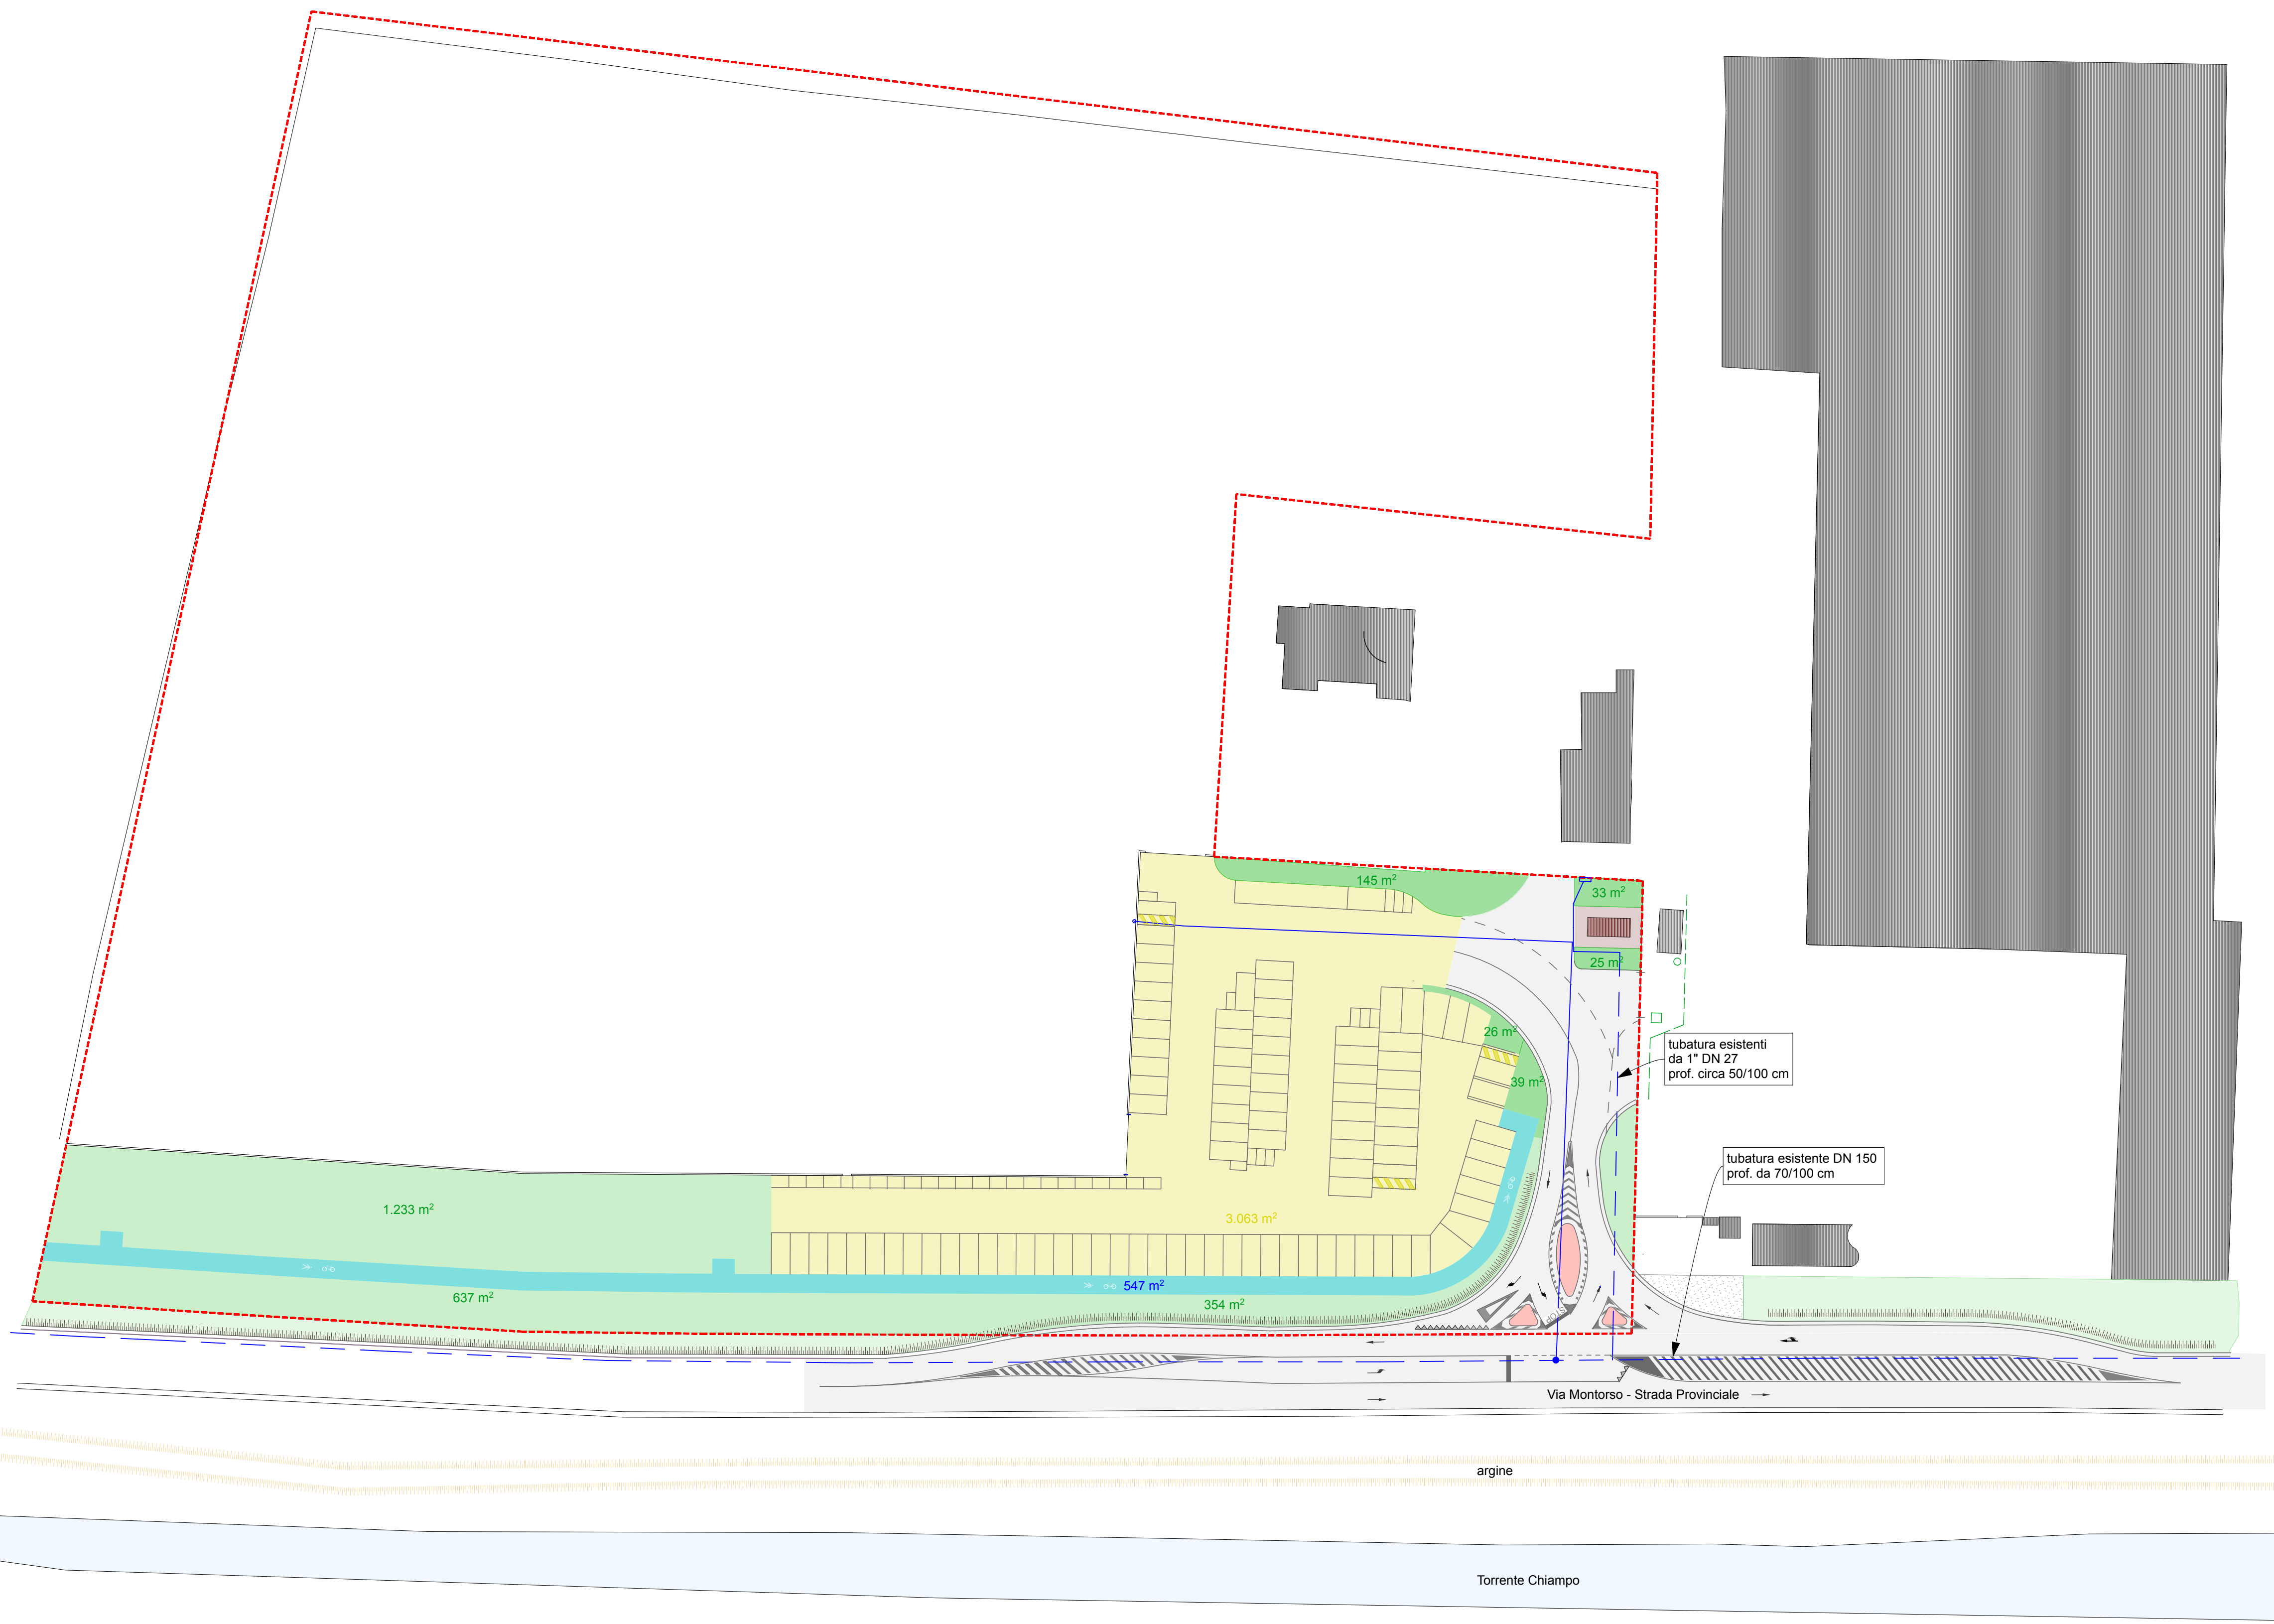 145 m²
33 m²
25 m²
26 m²
tubatura esistenti
da 1" DN 27
prof. circa 50/100 cm
39 m²
tubatura esistente DN 150
prof. da 70/100 cm
1.233 m²
3.063 m²
547 m²
637 m²
354 m²
STOP
Via Montorso - Strada Provinciale
argine
Torrente Chiampo